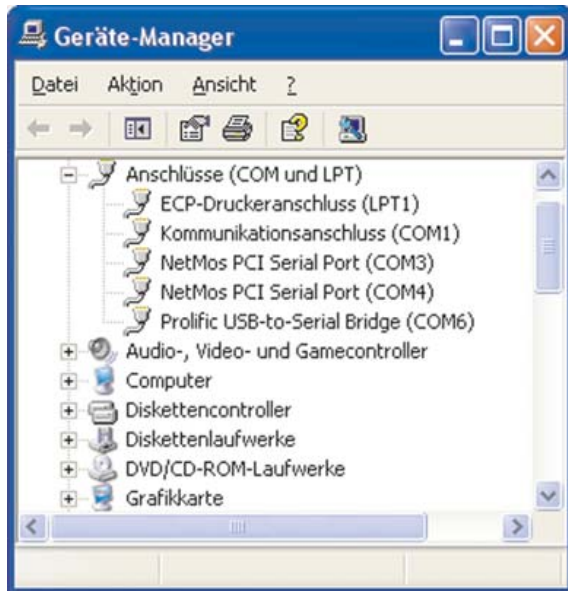 Geräte-Manager
Datei Aktion Ansicht ?
Anschlüsse (COM und LPT)
ECP-Druckeranschluss (LPT1)
Kommunikationsanschluss (COM1)
NetMos PCI Serial Port (COM3)
NetMos PCI Serial Port (COM4)
Prolific USB-to-Serial Bridge (COM6)
Audio-, Video- und Gamecontroller
Computer
Diskettencontroller
Diskettenlaufwerke
DVD/CD-ROM-Laufwerke
Grafikkarte